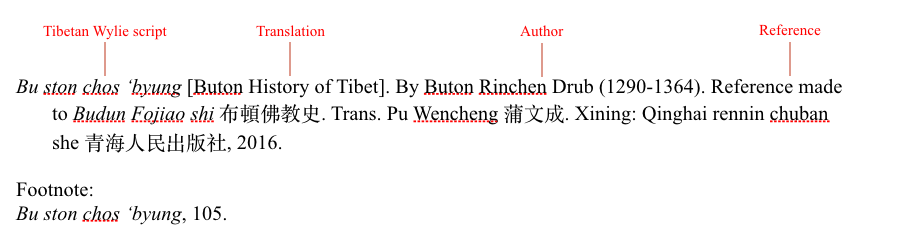 Tibetan Wylie script Translation Author Reference
Bu ston chos ‘byung [Buton History of Tibet]. By Buton Rinchen Drub (1290-1364). Reference made
to Budun Fojiao shi 布頓佛教史. Trans. Pu Wencheng 蒲文成. Xining: Qinghai rennin chuban
she 青海人民出版社, 2016.
Footnote:
Bu ston chos ‘byung, 105.